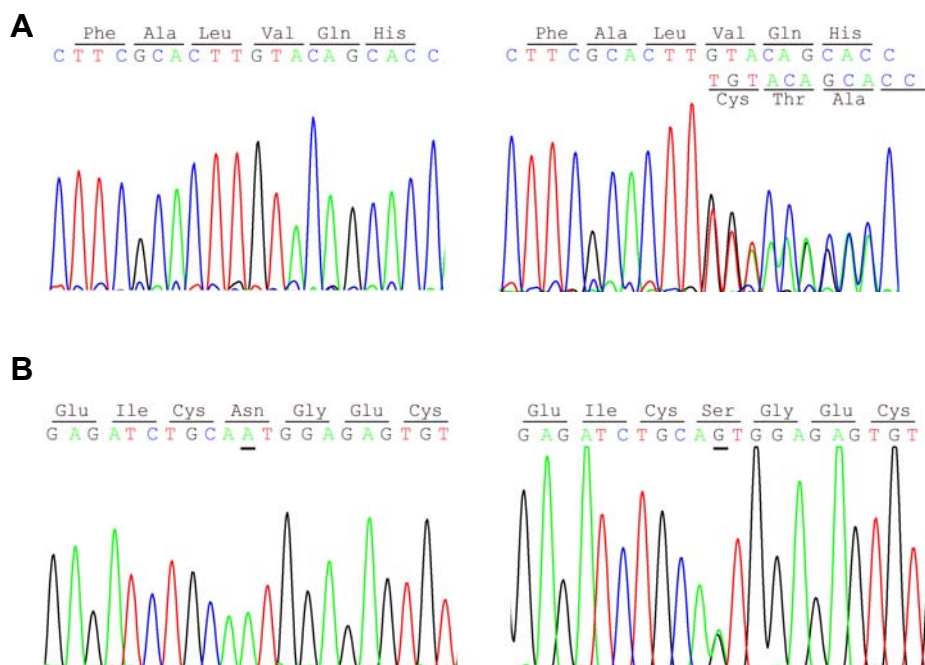 A
Phe Ala Leu Val Gln His
C T T C G C A C T T G T A C A G C A C C
Phe Ala Leu Val Gln His
C T T C G C A C T T G T A C A G C A C C
T G T A C A G C A C C
Cys Thr Ala
B
Glu Ile Cys Asn Gly Glu Cys
G A G A T C T G C A A T G G A G A G T G T
Glu Ile Cys Ser Gly Glu Cys
G A G A T C T G C A G T G G A G A G T G T